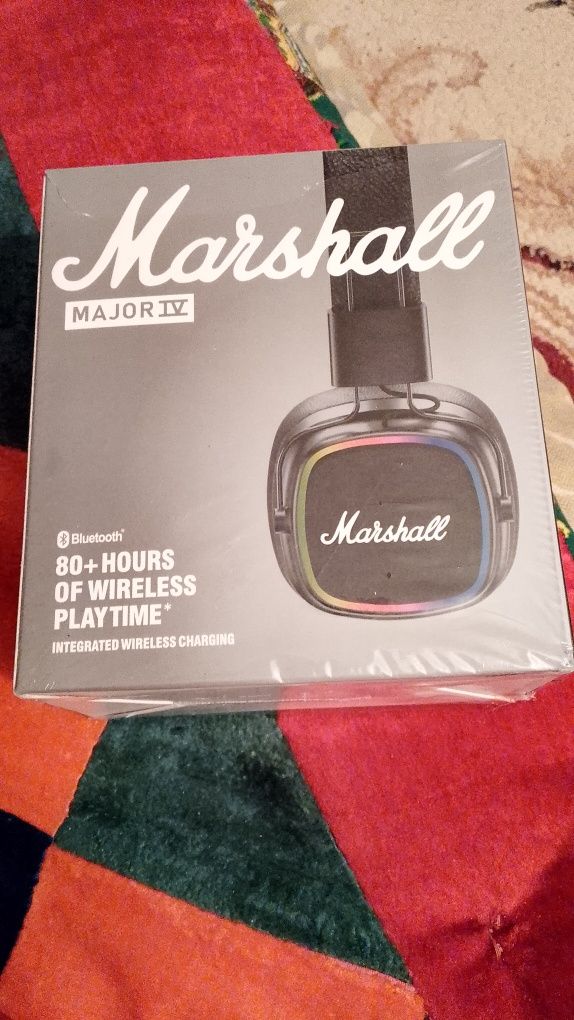 Marshall
MAJOR IV
Bluetooth®
80+ HOURS
OF WIRELESS
PLAYTIME*
INTEGRATED WIRELESS CHARGING
Marshall